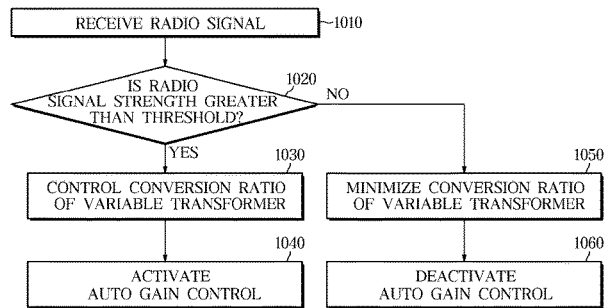 RECEIVE RADIO SIGNAL
1010
1020
IS RADIO
SIGNAL STRENGTH GREATER
THAN THRESHOLD?
NO
YES
1030
CONTROL CONVERSION RATIO
OF VARIABLE TRANSFORMER
1050
MINIMIZE CONVERSION RATIO
OF VARIABLE TRANSFORMER
1040
ACTIVATE
AUTO GAIN CONTROL
1060
DEACTIVATE
AUTO GAIN CONTROL